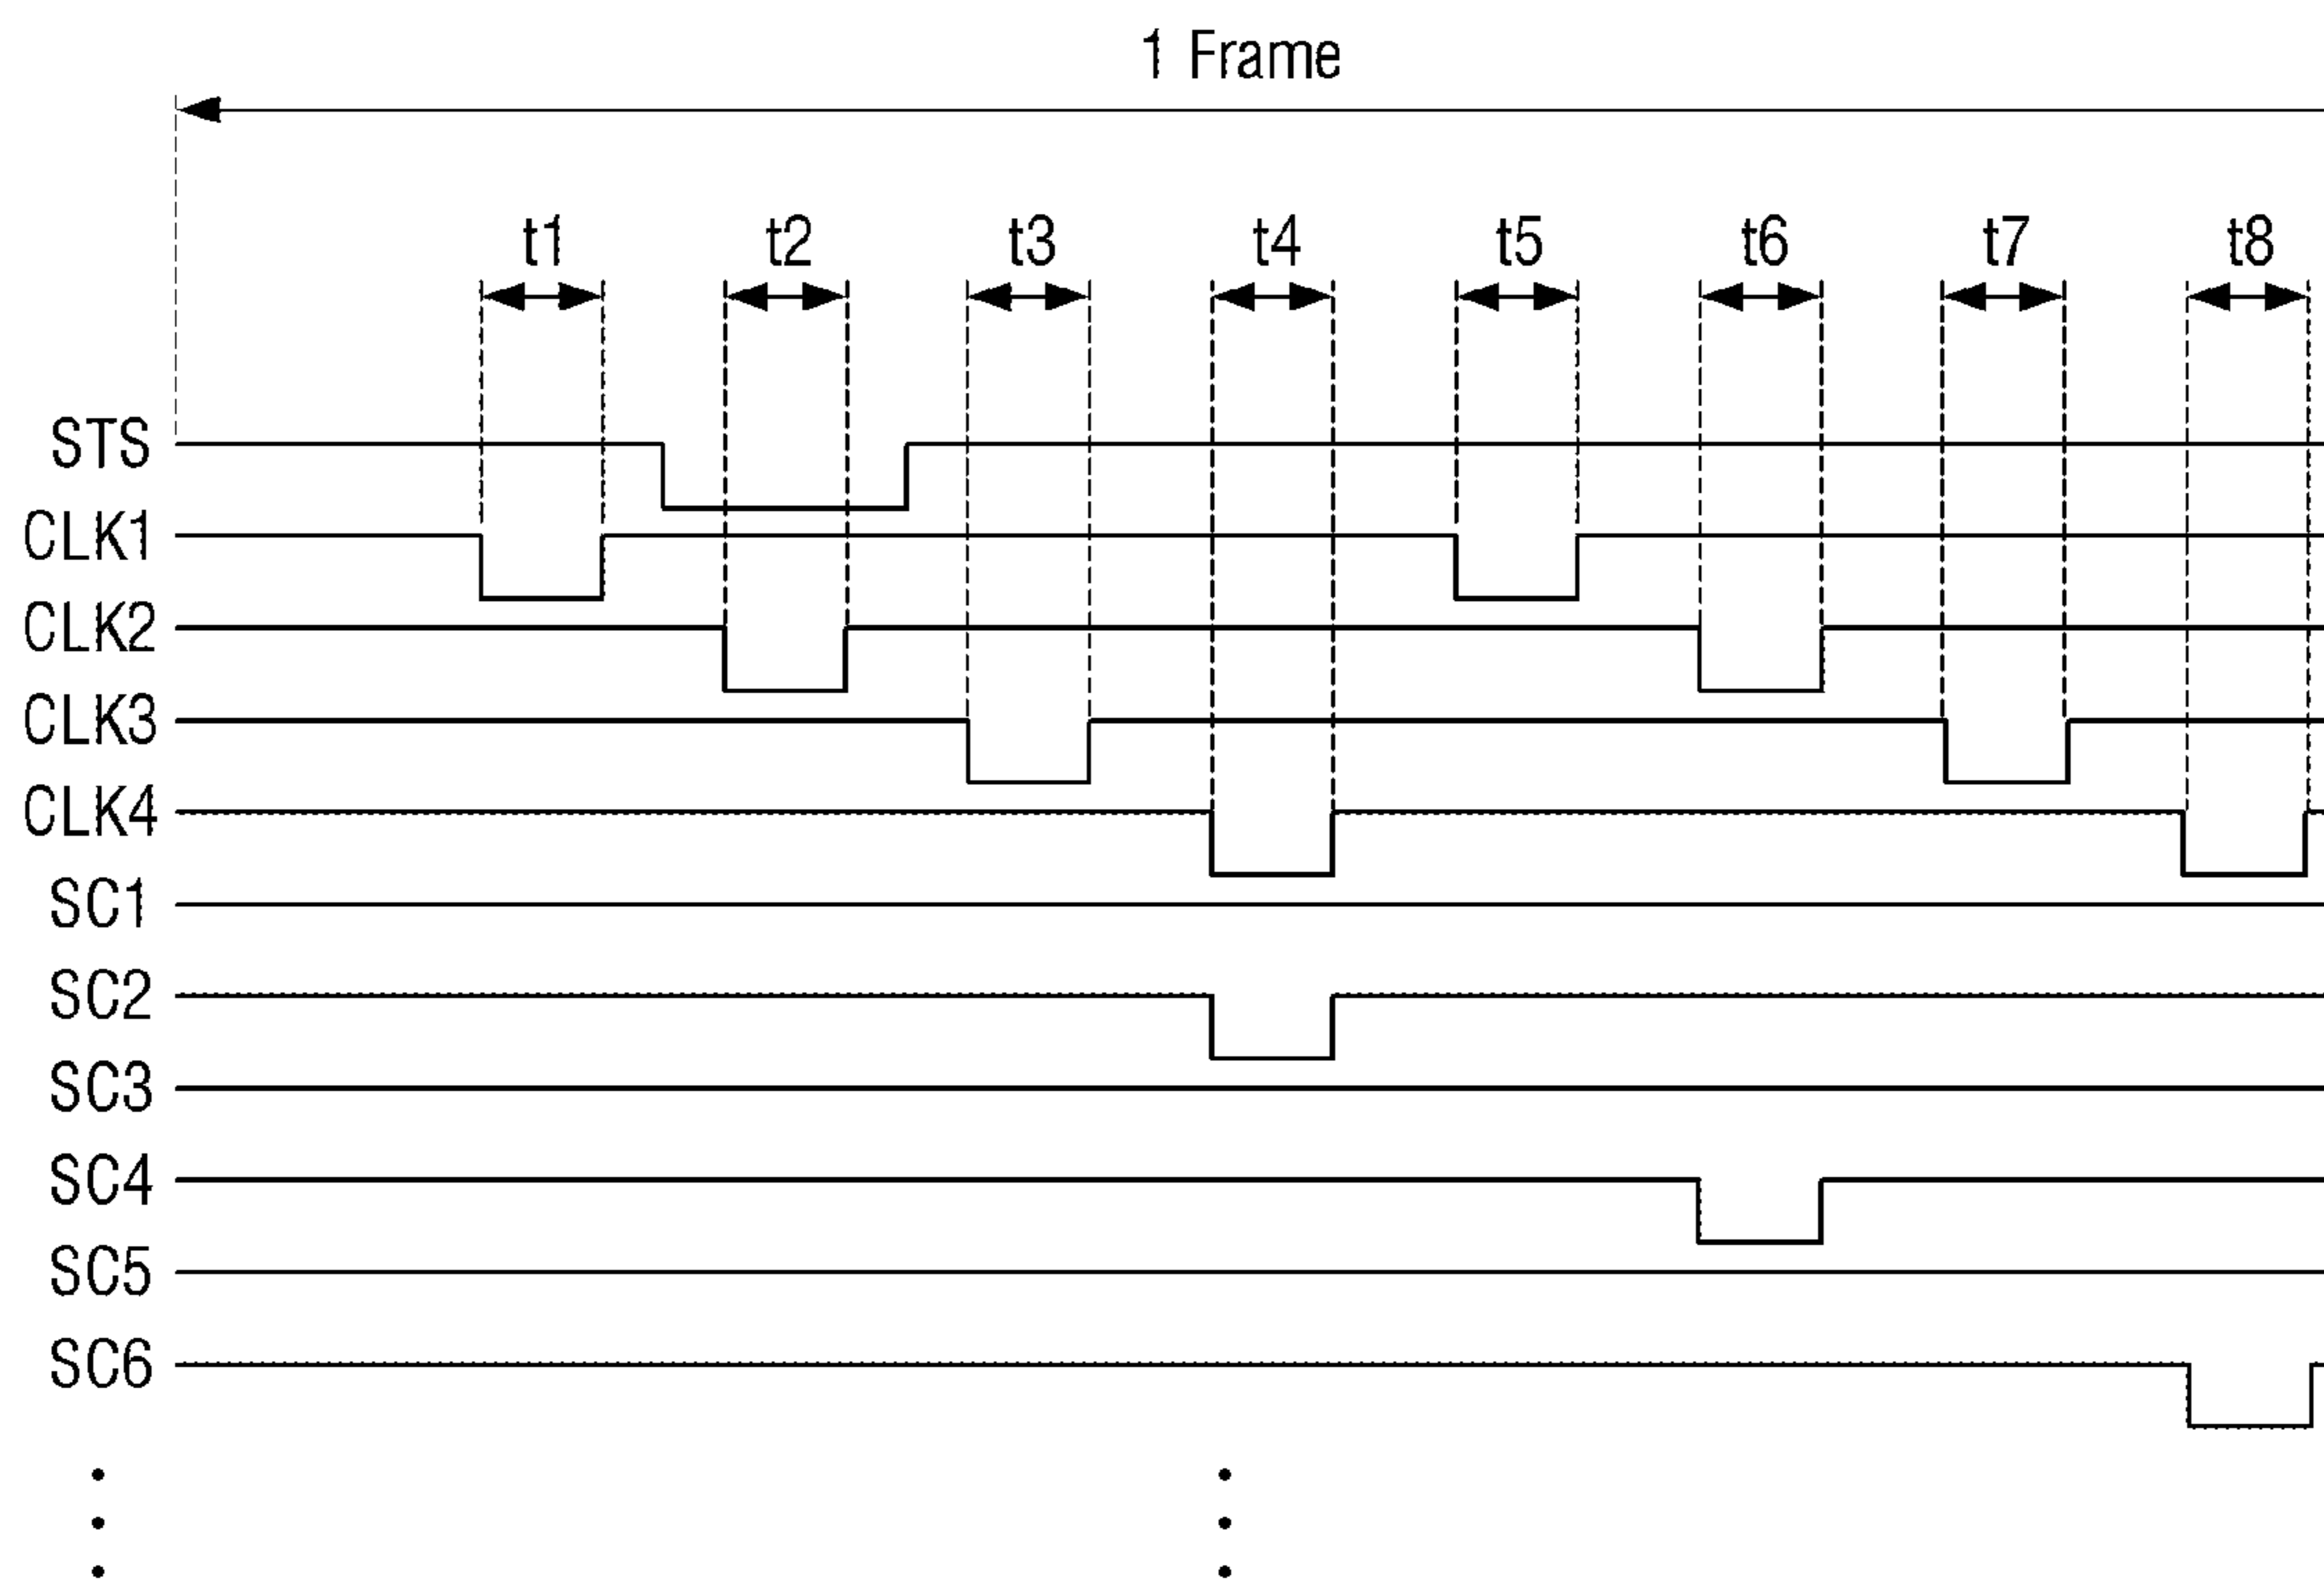 1 Frame
t1 t2 t3 t4 t5 t6 t7 t8
STS
CLK1
CLK2
CLK3
CLK4
SC1
SC2
SC3
SC4
SC5
SC6